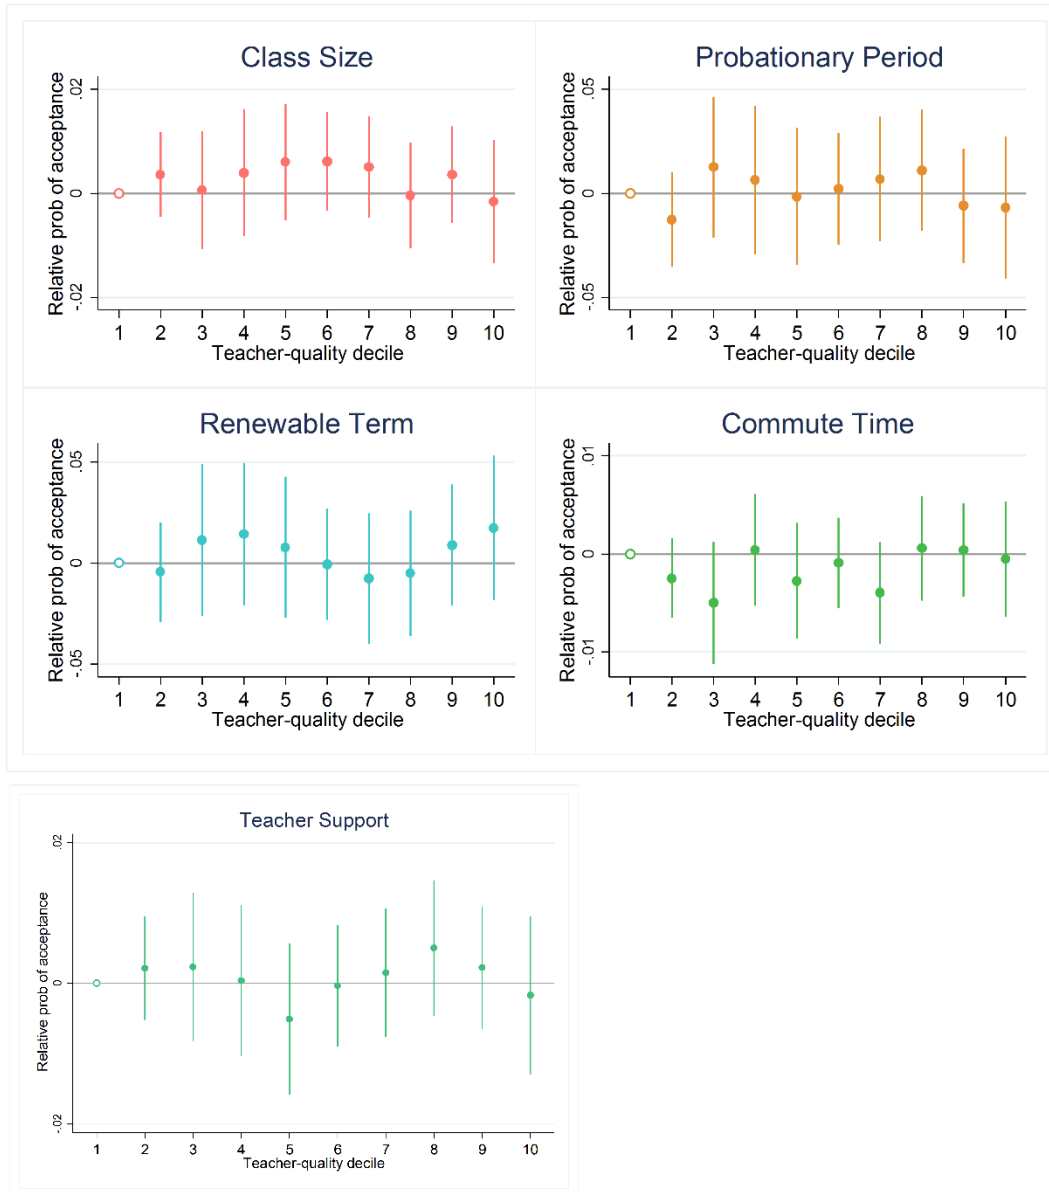 Class Size
Relative prob of acceptance
.02
0
-.02
1 2 3 4 5 6 7 8 9 10
Teacher-quality decile
Probationary Period
Relative prob of acceptance
.05
0
-.05
1 2 3 4 5 6 7 8 9 10
Teacher-quality decile
Renewable Term
Relative prob of acceptance
.05
0
-.05
1 2 3 4 5 6 7 8 9 10
Teacher-quality decile
Commute Time
Relative prob of acceptance
.01
0
-.01
1 2 3 4 5 6 7 8 9 10
Teacher-quality decile
Teacher Support
Relative prob of acceptance
.02
0
-.02
1 2 3 4 5 6 7 8 9 10
Teacher-quality decile